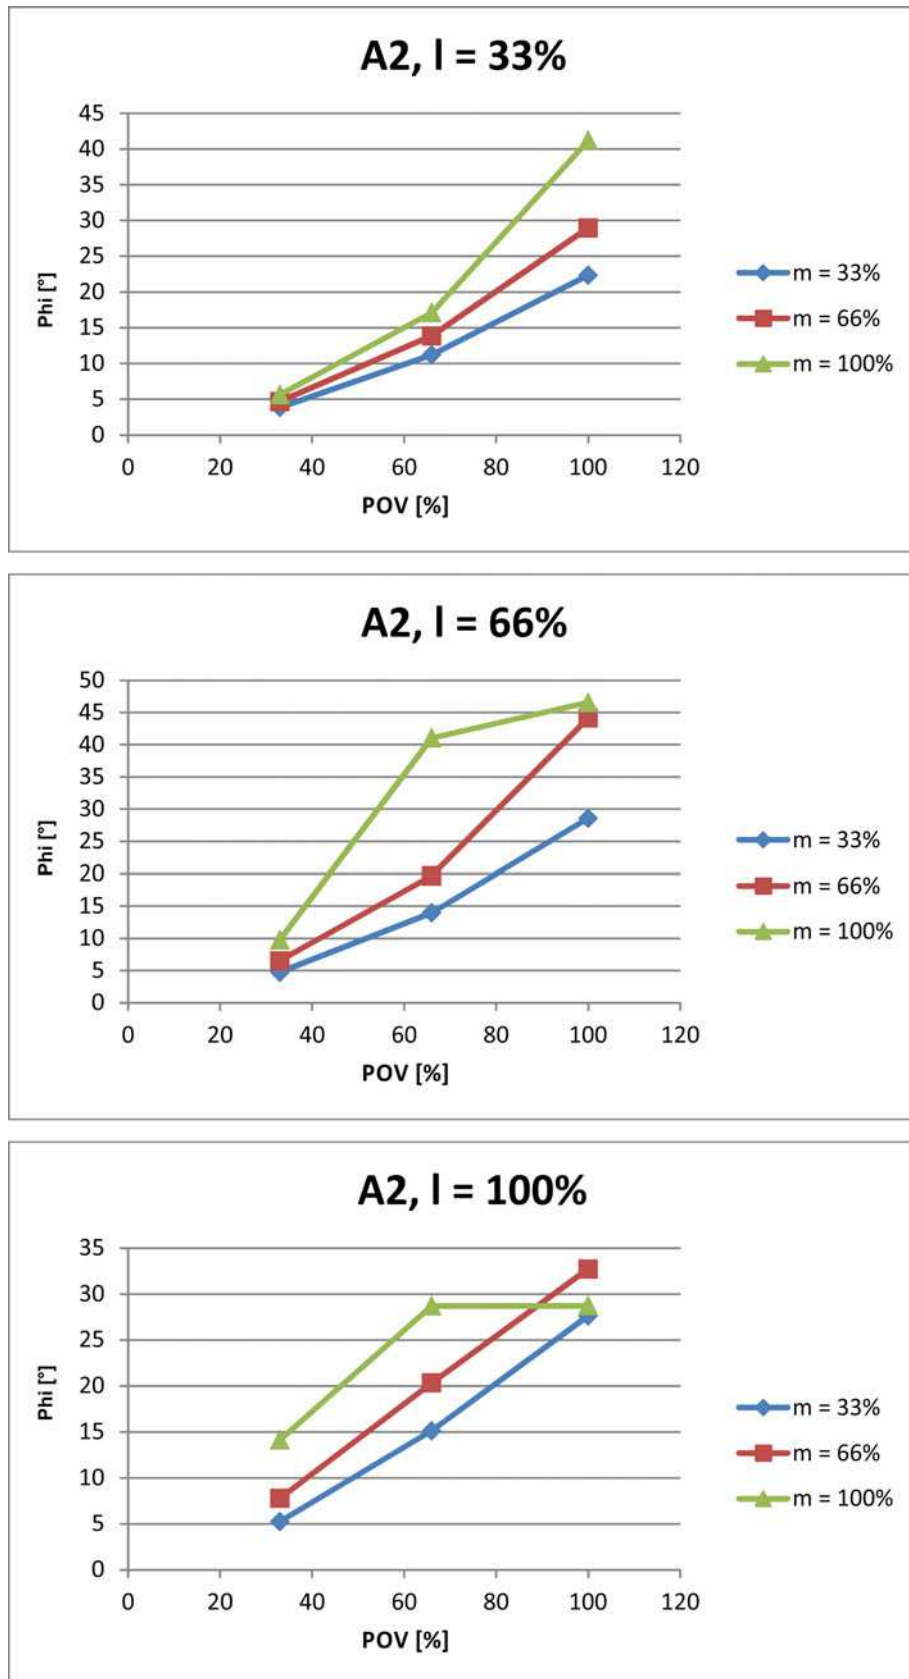 A2, l = 33%
45
40
35
30
25
20
15
10
5
0
Phi [°]
0 20 40 60 80 100 120
POV [%]
m = 33%
m = 66%
m = 100%
A2, l = 66%
50
45
40
35
30
25
20
15
10
5
0
Phi [°]
0 20 40 60 80 100 120
POV [%]
m = 33%
m = 66%
m = 100%
A2, l = 100%
35
30
25
20
15
10
5
0
Phi [°]
0 20 40 60 80 100 120
POV [%]
m = 33%
m = 66%
m = 100%